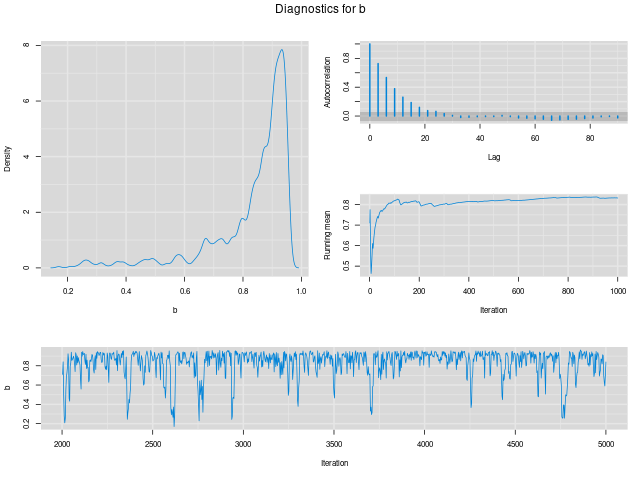 Diagnostics for b
Density
0 2 4 6 8
0.2 0.4 0.6 0.8 1.0
b
Autocorrelation
0.0 0.4 0.8
0 20 40 60 80
Lag
Running mean
0.5 0.6 0.7 0.8
0 200 400 600 800 1000
Iteration
b
0.2 0.4 0.6 0.8
2000 2500 3000 3500 4000 4500 5000
Iteration